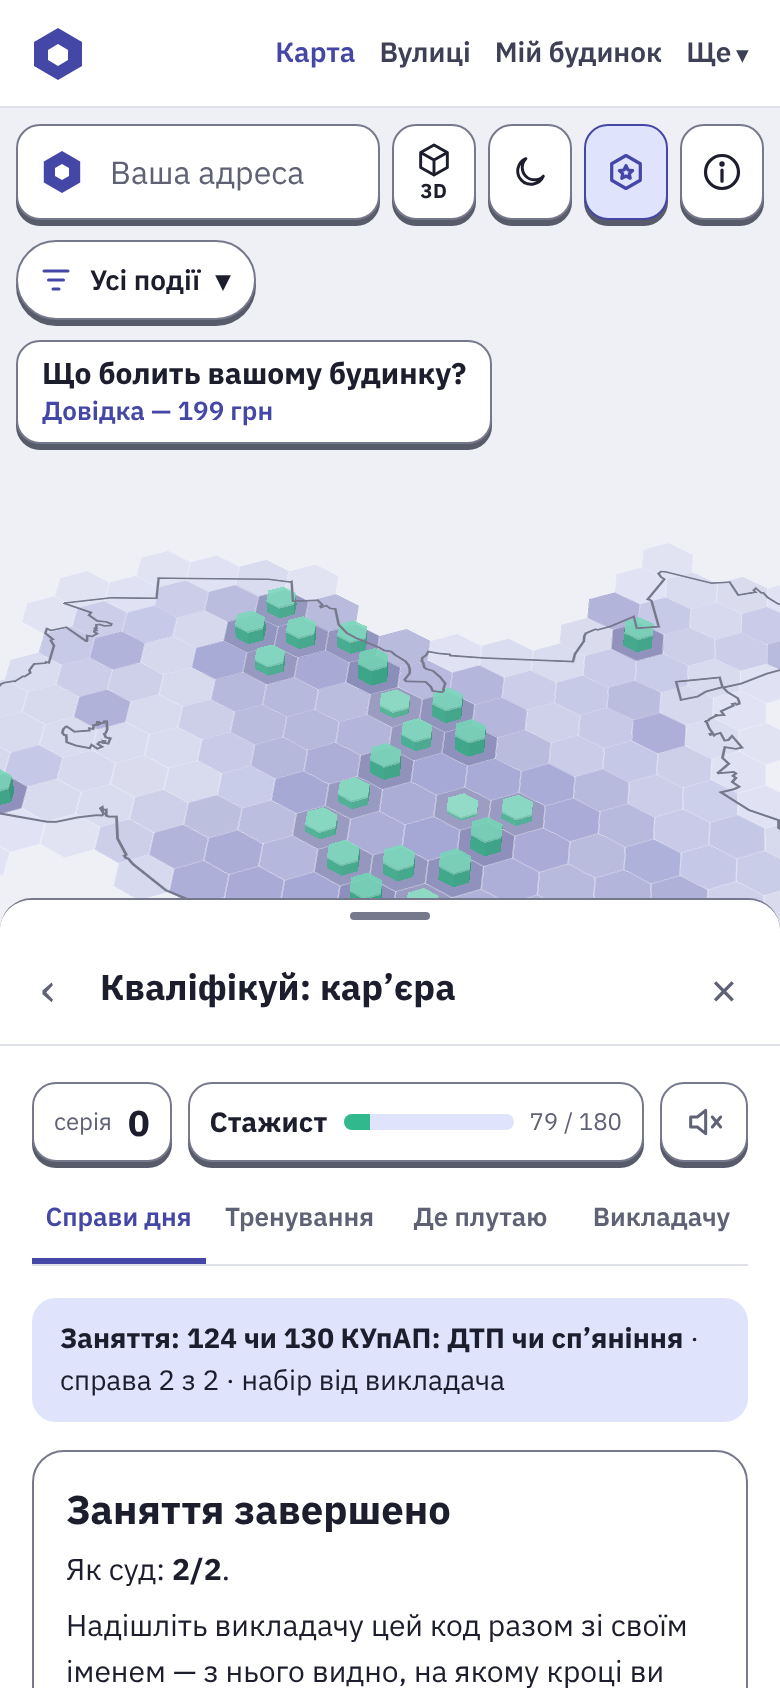 Карта Вулиці Мій будинок Ще ▾
Ваша адреса
3D
Усі події ▼
Що болить вашому будинку?
Довідка — 199 грн
Кваліфікуй: кар’єра
серія 0
Стажист 79 / 180
Справи дня Тренування Де плутаю Викладачу
Заняття: 124 чи 130 КУпАП: ДТП чи сп’яніння ·
справа 2 з 2 · набір від викладача
Заняття завершено
Як суд: 2/2.
Надішліть викладачу цей код разом зі своїм
іменем — з нього видно, на якому кроці ви